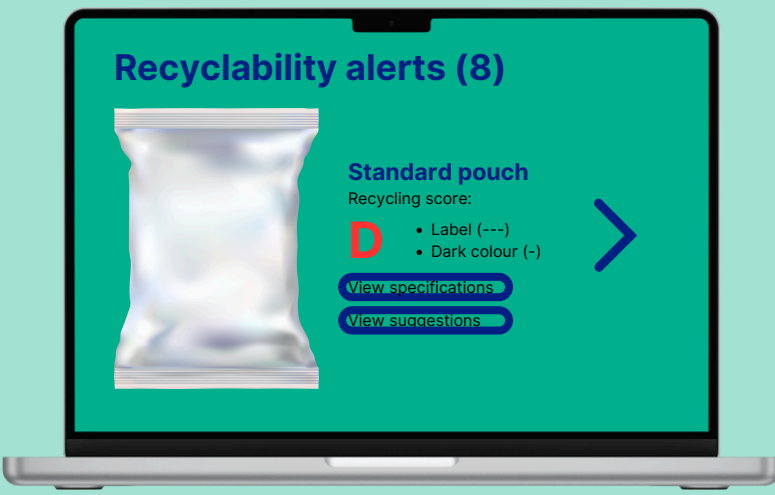 Recyclability alerts (8)
Standard pouch
Recycling score:
D
• Label (---)
• Dark colour (-)
View specifications
View suggestions